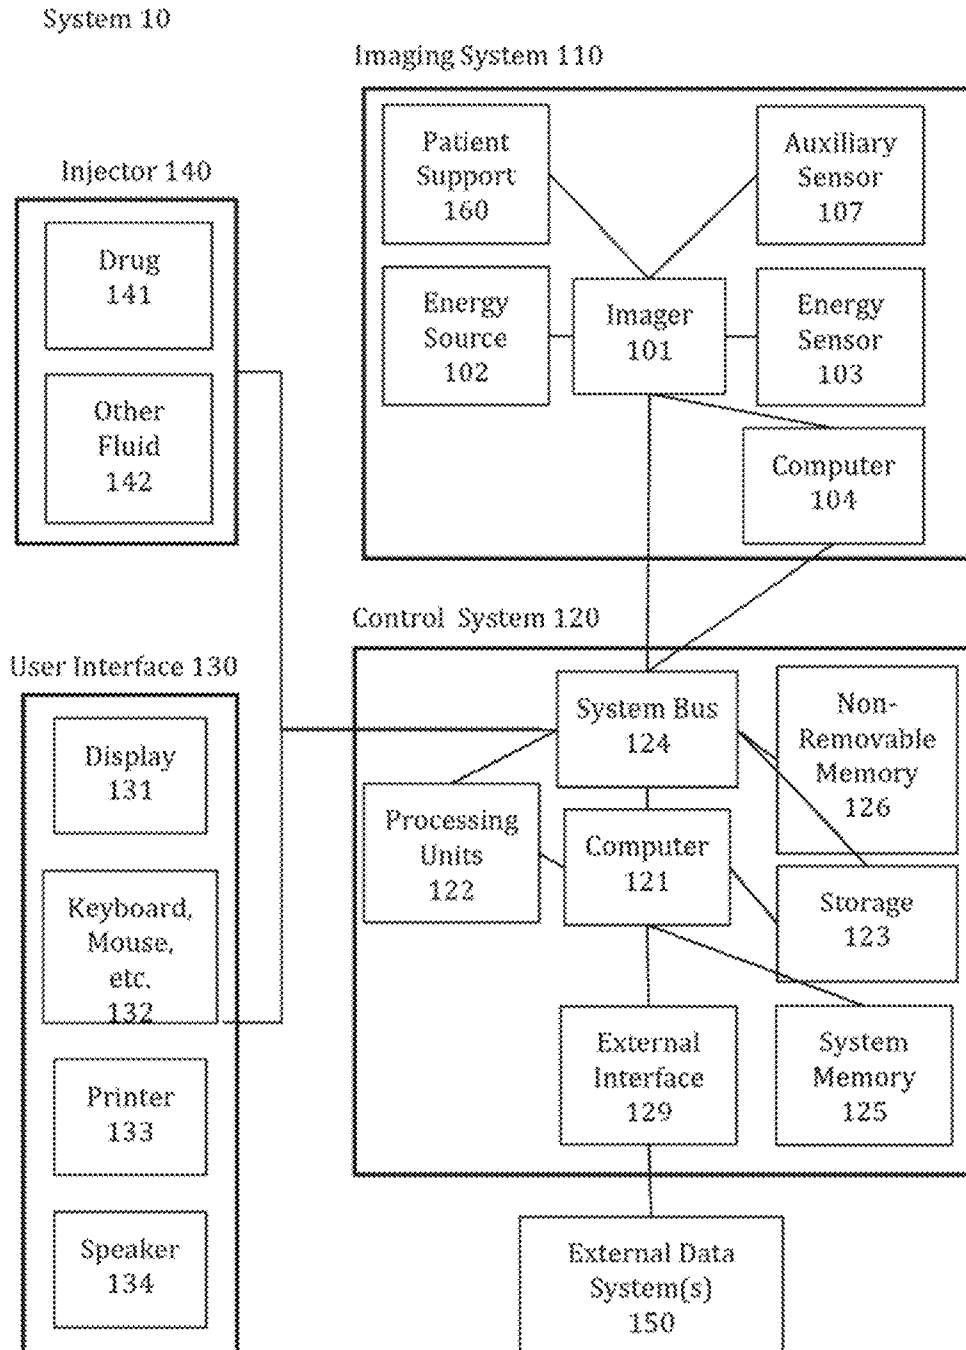 System 10
Imaging System 110
Patient
Support
160
Auxiliary
Sensor
107
Injector 140
Drug
141
Energy
Source
102
Imager
101
Energy
Sensor
103
Other
Fluid
142
Computer
104
Control System 120
User Interface 130
System Bus
124
Non-
Removable
Memory
126
Display
131
Processing
Units
122
Computer
121
Keyboard,
Mouse,
etc.
132
Storage
123
External
Interface
129
System
Memory
125
Printer
133
Speaker
134
External Data
System(s)
150